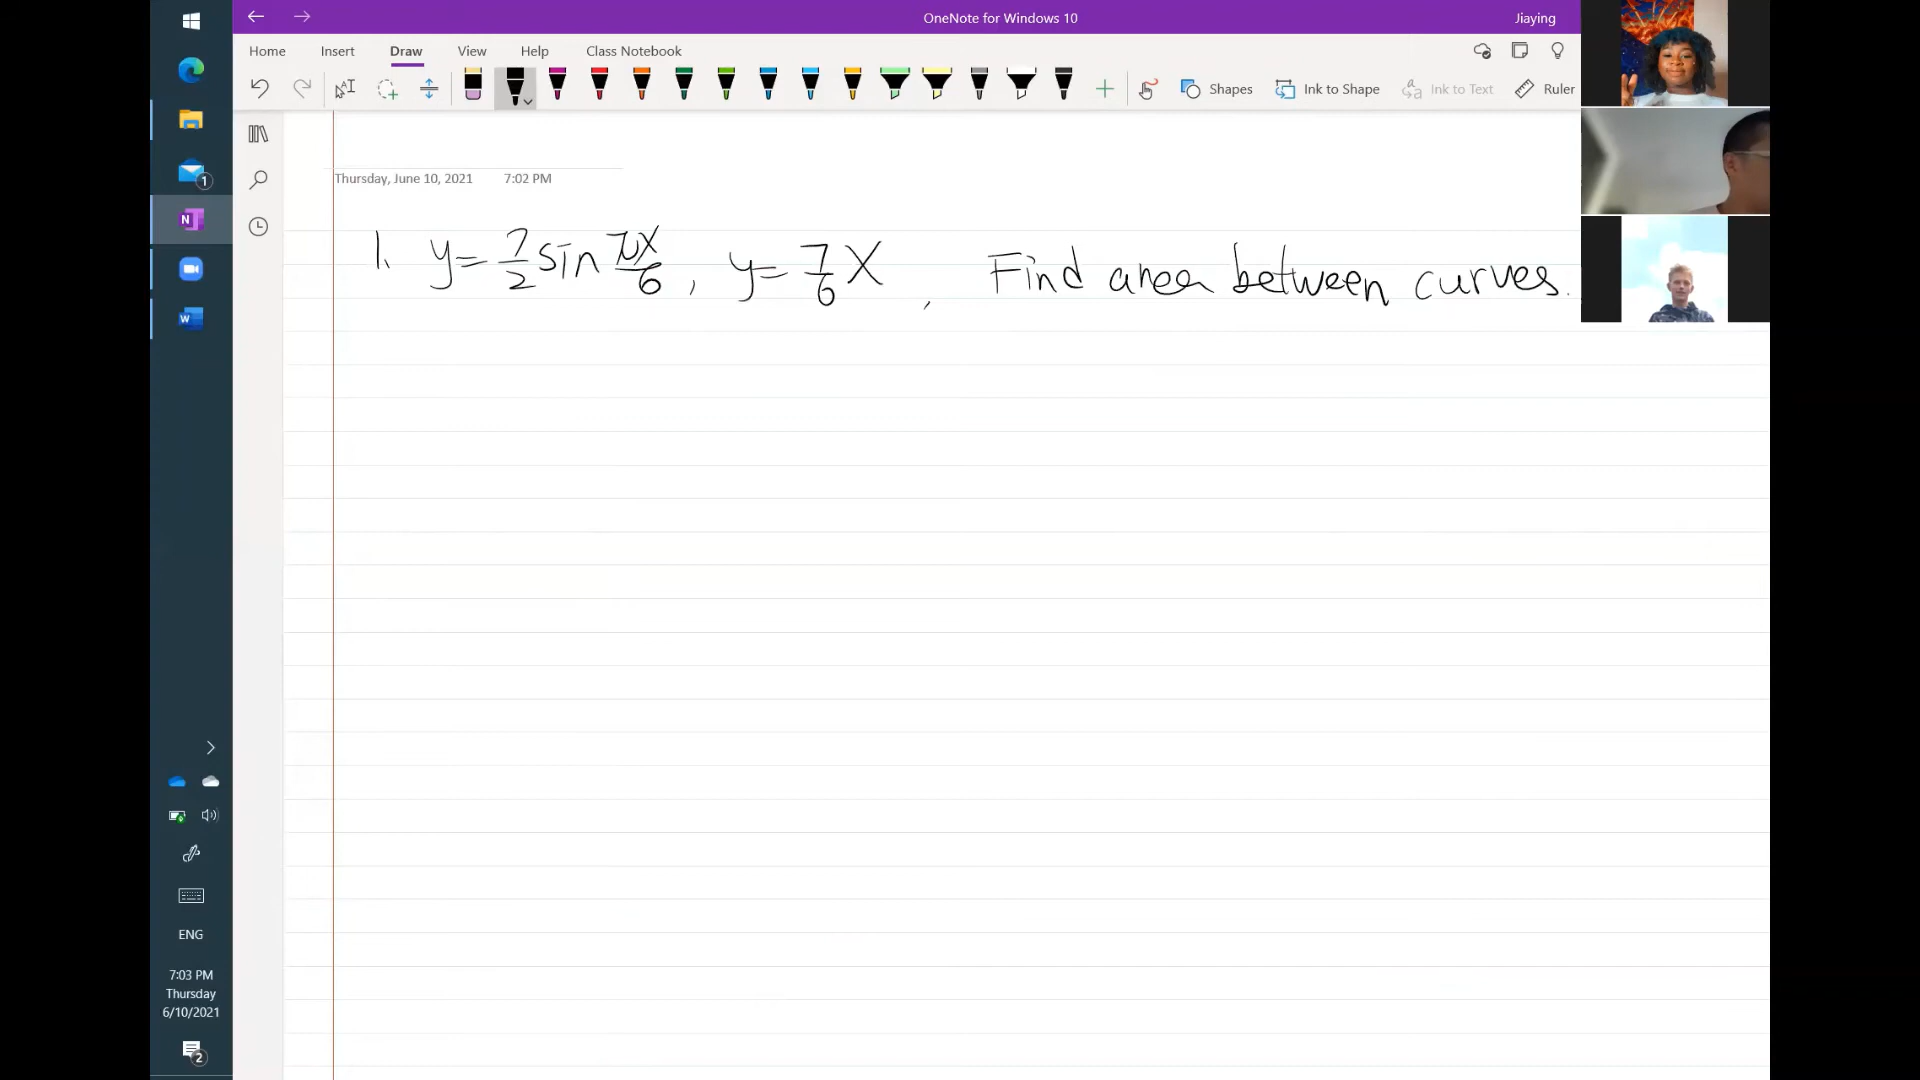 OneNote for Windows 10
Jiaying
Home Insert Draw View Help Class Notebook
Shapes Ink to Shape Ink to Text Ruler
Thursday, June 10, 2021 7:02 PM
1. y = 7/2 sin πx/6 , y = 7/6 x , Find area between curves.
1
N
W
ENG
7:03 PM
Thursday
6/10/2021
2